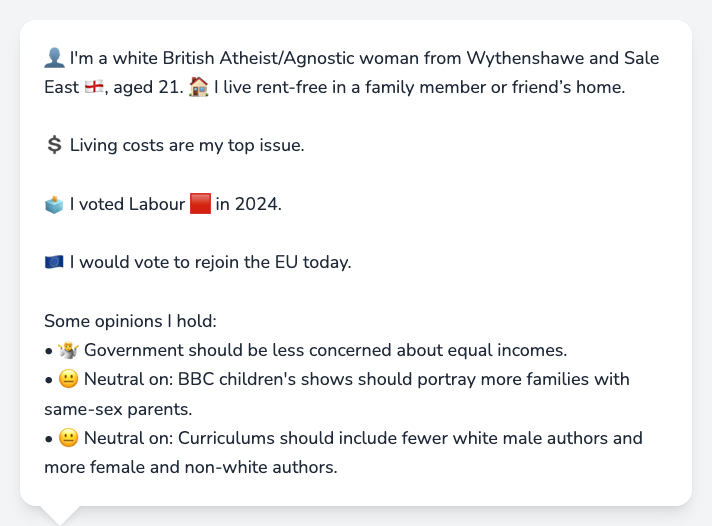 👤 I'm a white British Atheist/Agnostic woman from Wythenshawe and Sale
East 🏴󠁧󠁢󠁥󠁮󠁧󠁿, aged 21. 🏠 I live rent-free in a family member or friend’s home.
💲 Living costs are my top issue.
🗳️ I voted Labour 🟥 in 2024.
🇪🇺 I would vote to rejoin the EU today.
Some opinions I hold:
• 🤷‍♀️ Government should be less concerned about equal incomes.
• 😐 Neutral on: BBC children's shows should portray more families with
same-sex parents.
• 😐 Neutral on: Curriculums should include fewer white male authors and
more female and non-white authors.